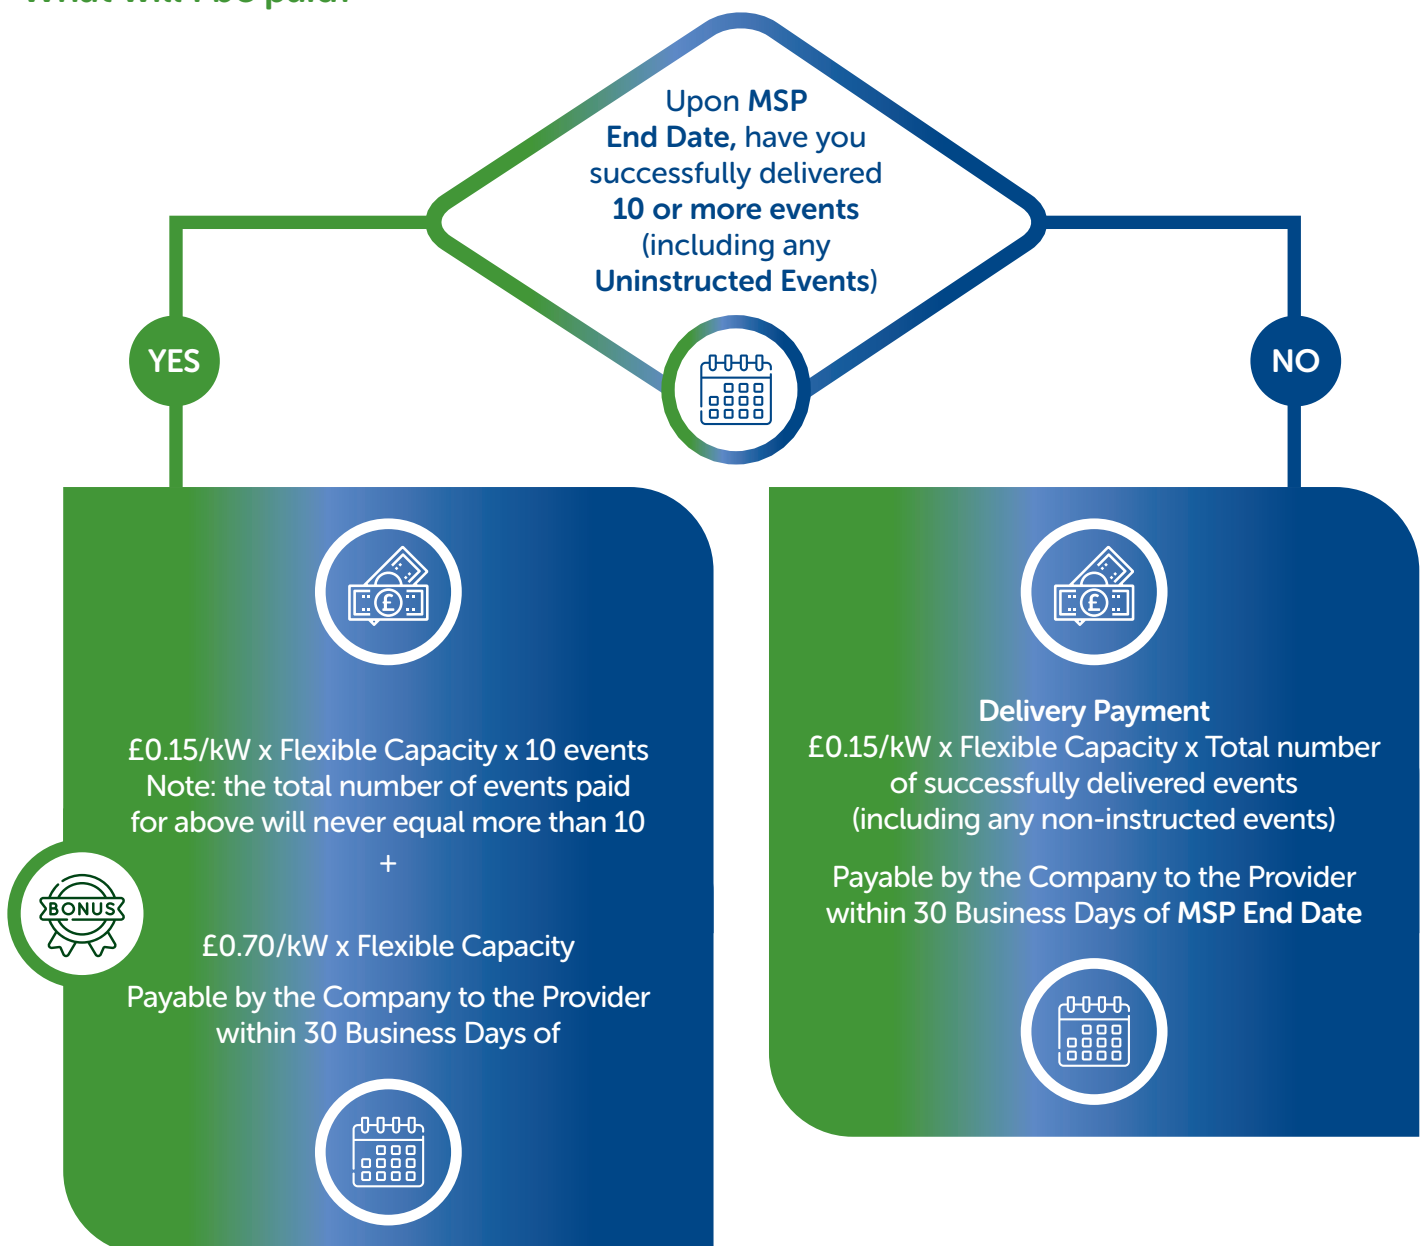 What will I be paid?
Upon MSP
End Date, have you
successfully delivered
10 or more events
(including any
Uninstructed Events)
YES
NO
£0.15/kW x Flexible Capacity x 10 events
Note: the total number of events paid
for above will never equal more than 10
+
BONUS
£0.70/kW x Flexible Capacity
Payable by the Company to the Provider
within 30 Business Days of
Delivery Payment
£0.15/kW x Flexible Capacity x Total number
of successfully delivered events
(including any non-instructed events)
Payable by the Company to the Provider
within 30 Business Days of MSP End Date